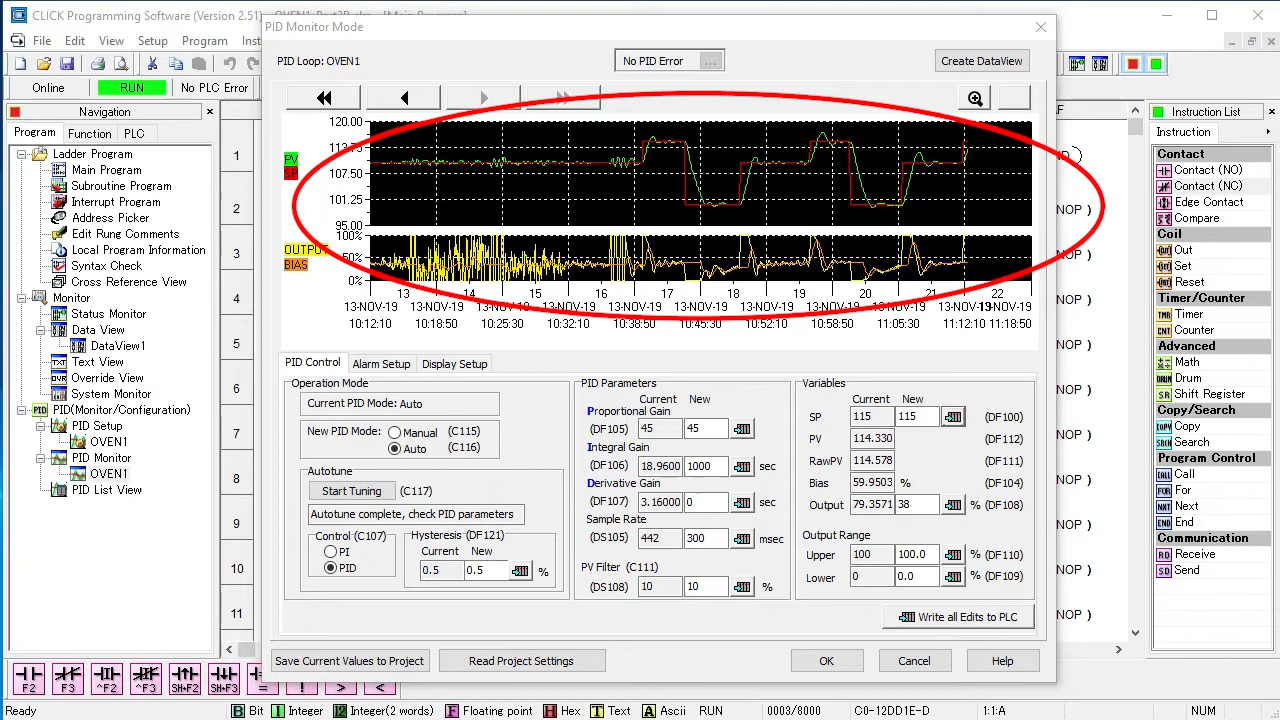 CLICK Programming Software (Version 2.51)
File Edit View Setup Program
PID Monitor Mode
PID Loop: OVEN1
No PID Error ...
Create DataView
Online RUN No PLC Error
Navigation
Program Function PLC
Ladder Program
Main Program
Subroutine Program
Interrupt Program
Address Picker
Edit Rung Comments
Local Program Information
Syntax Check
Cross Reference View
Monitor
Status Monitor
Data View
DataView1
Text View
Override View
System Monitor
PID(Monitor/Configuration)
PID Setup
OVEN1
PID Monitor
OVEN1
PID List View
1
2
3
4
5
6
7
8
9
10
11
PV
SP
120.00
107.50
101.25
95.00
OUTPUT
BIAS
100%
50%
0%
13 14 15 16 17 18 19 20 21 22
13-NOV-19 13-NOV-19 13-NOV-19 13-NOV-19 13-NOV-19 13-NOV-19 13-NOV-19 13-NOV-19 13-NOV-19
10:12:10 10:18:50 10:25:30 10:32:10 10:38:50 10:45:30 10:52:10 10:58:50 11:05:30 11:12:10 11:18:50
PID Control Alarm Setup Display Setup
Operation Mode
Current PID Mode: Auto
New PID Mode: Manual (C115)
Auto (C116)
Autotune
Start Tuning (C117)
Autotune complete, check PID parameters
Control (C107)
PI
PID
Hysteresis (DF121)
Current New
0.5 0.5 %
PID Parameters
Current New
Proportional Gain
(DF105) 45 45
Integral Gain
(DF106) 18.9600 1000 sec
Derivative Gain
(DF107) 3.16000 0 sec
Sample Rate
(DS105) 442 300 msec
PV Filter (C111)
(DS108) 10 10 %
Variables
Current New
SP 115 115 (DF100)
PV 114.330 (DF112)
RawPV 114.578 (DF111)
Bias 59.9503 % (DF104)
Output 79.3571 38 % (DF108)
Output Range
Upper 100 100.0 % (DF110)
Lower 0 0.0 % (DF109)
Write all Edits to PLC
Save Current Values to Project Read Project Settings OK Cancel Help
NOP )
NOP )
NOP )
NOP )
NOP )
NOP )
NOP )
NOP )
NOP )
NOP )
Instruction List
Instruction
Contact
Contact (NO)
Contact (NC)
Edge Contact
Compare
Coil
Out
Set
Reset
Timer/Counter
Timer
Counter
Advanced
Math
Drum
Shift Register
Copy/Search
Copy
Search
Program Control
Call
For
Next
End
Communication
Receive
Send
F2 F3 ^F2 ^F3 SH+F2 SH+F3 = ! > <
Ready Bit Integer Integer(2 words) Floating point Hex Text Ascii RUN 0003/8000 C0-12DD1E-D 1:1:A NUM